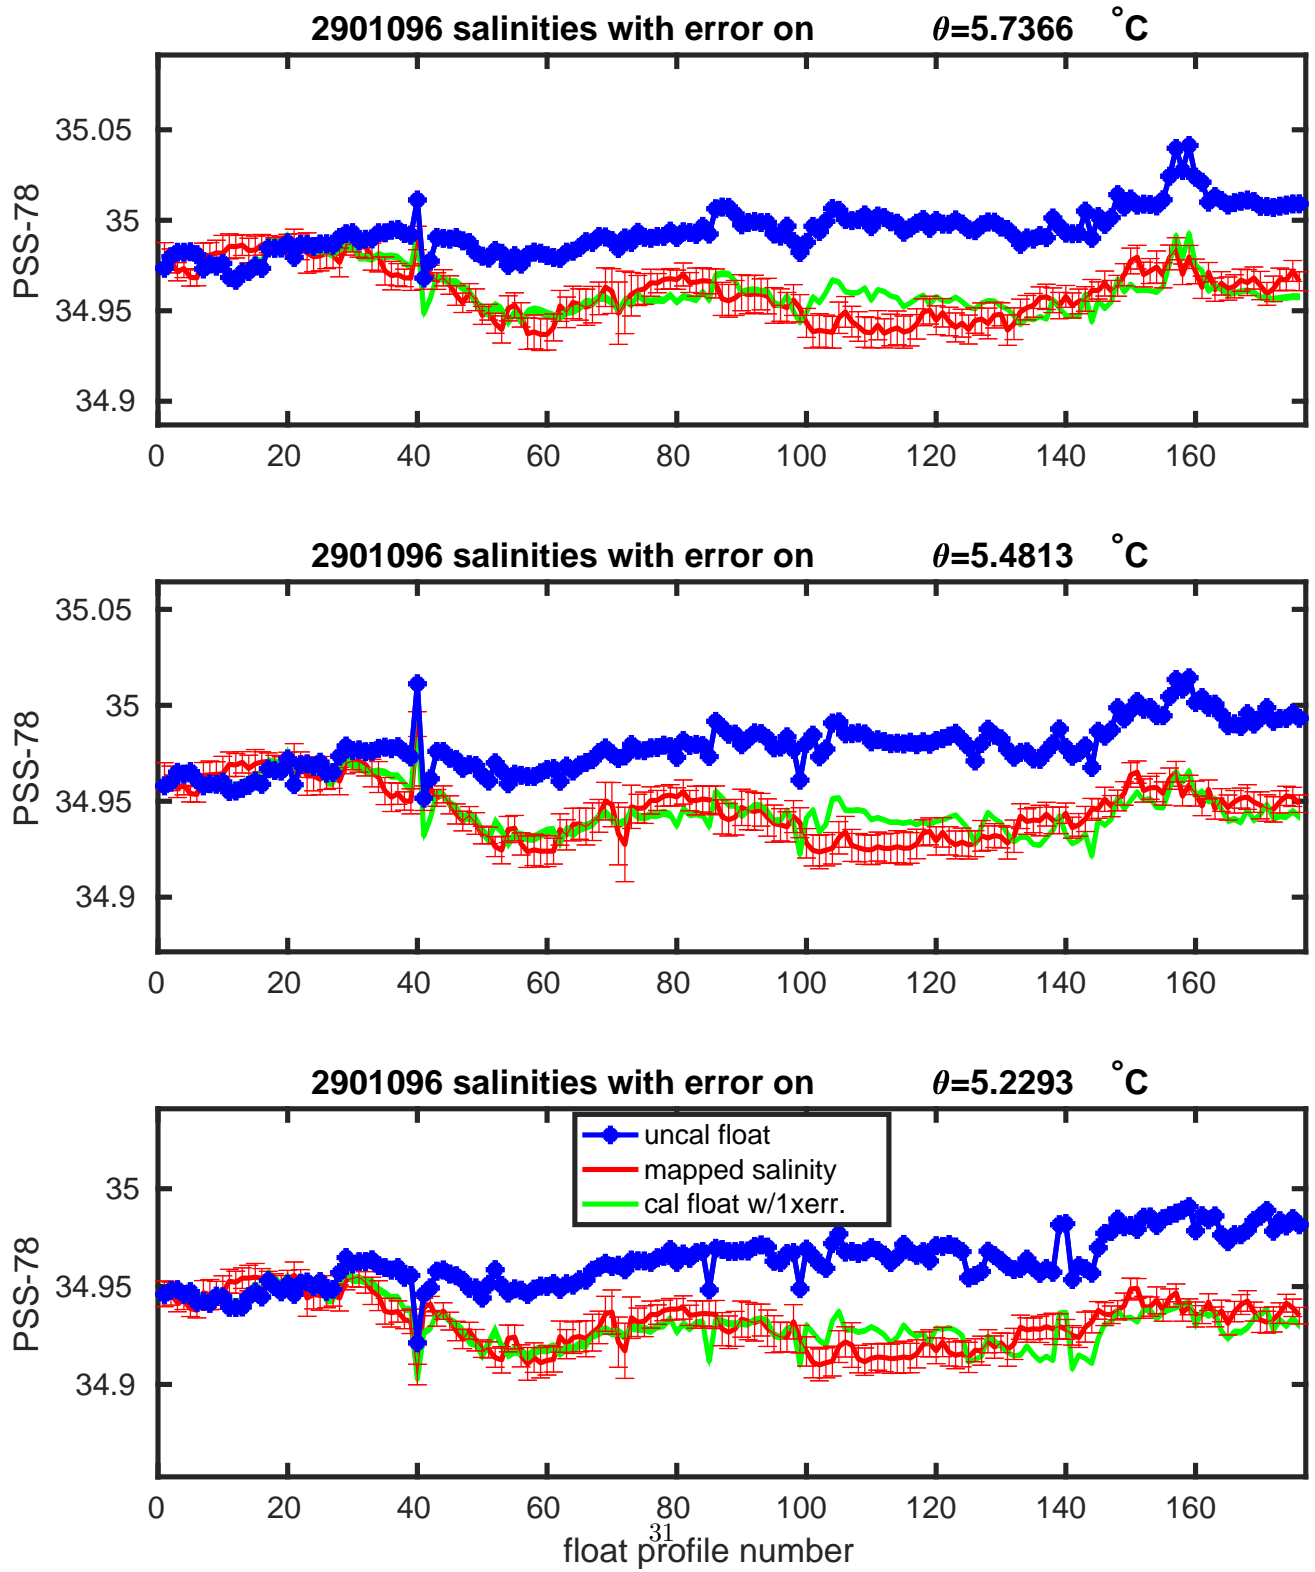 2901096 salinities with error on θ=5.7366 °C
PSS-78
35.05
35
34.95
34.9
0 20 40 60 80 100 120 140 160
2901096 salinities with error on θ=5.4813 °C
PSS-78
35.05
35
34.95
34.9
0 20 40 60 80 100 120 140 160
2901096 salinities with error on θ=5.2293 °C
uncal float
mapped salinity
cal float w/1xerr.
PSS-78
35
34.95
34.9
0 20 40 60 80 100 120 140 160
31
float profile number